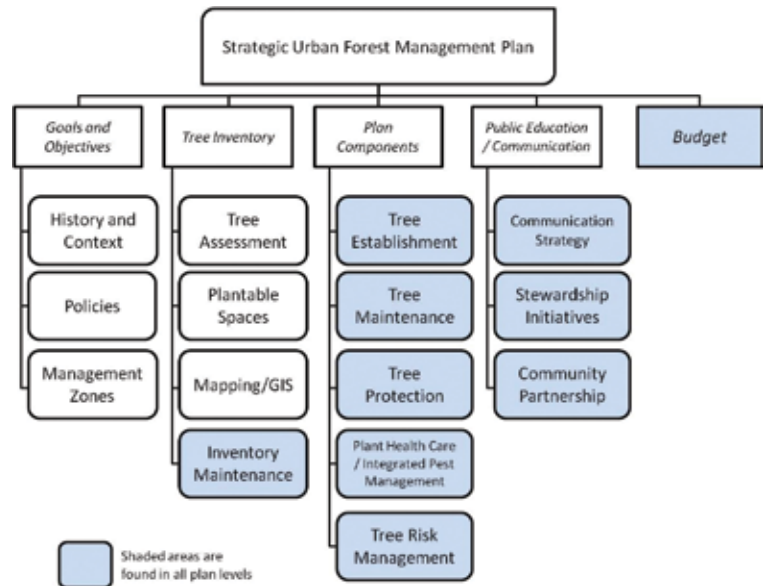 Strategic Urban Forest Management Plan
Goals and
Objectives
Tree Inventory
Plan
Components
Public Education
/ Communication
Budget
History and
Context
Policies
Management
Zones
Tree
Assessment
Plantable
Spaces
Mapping/GIS
Inventory
Maintenance
Tree
Establishment
Tree
Maintenance
Tree
Protection
Plant Health Care
/ Integrated Pest
Management
Tree Risk
Management
Communication
Strategy
Stewardship
Initiatives
Community
Partnership
Shaded areas are
found in all plan levels